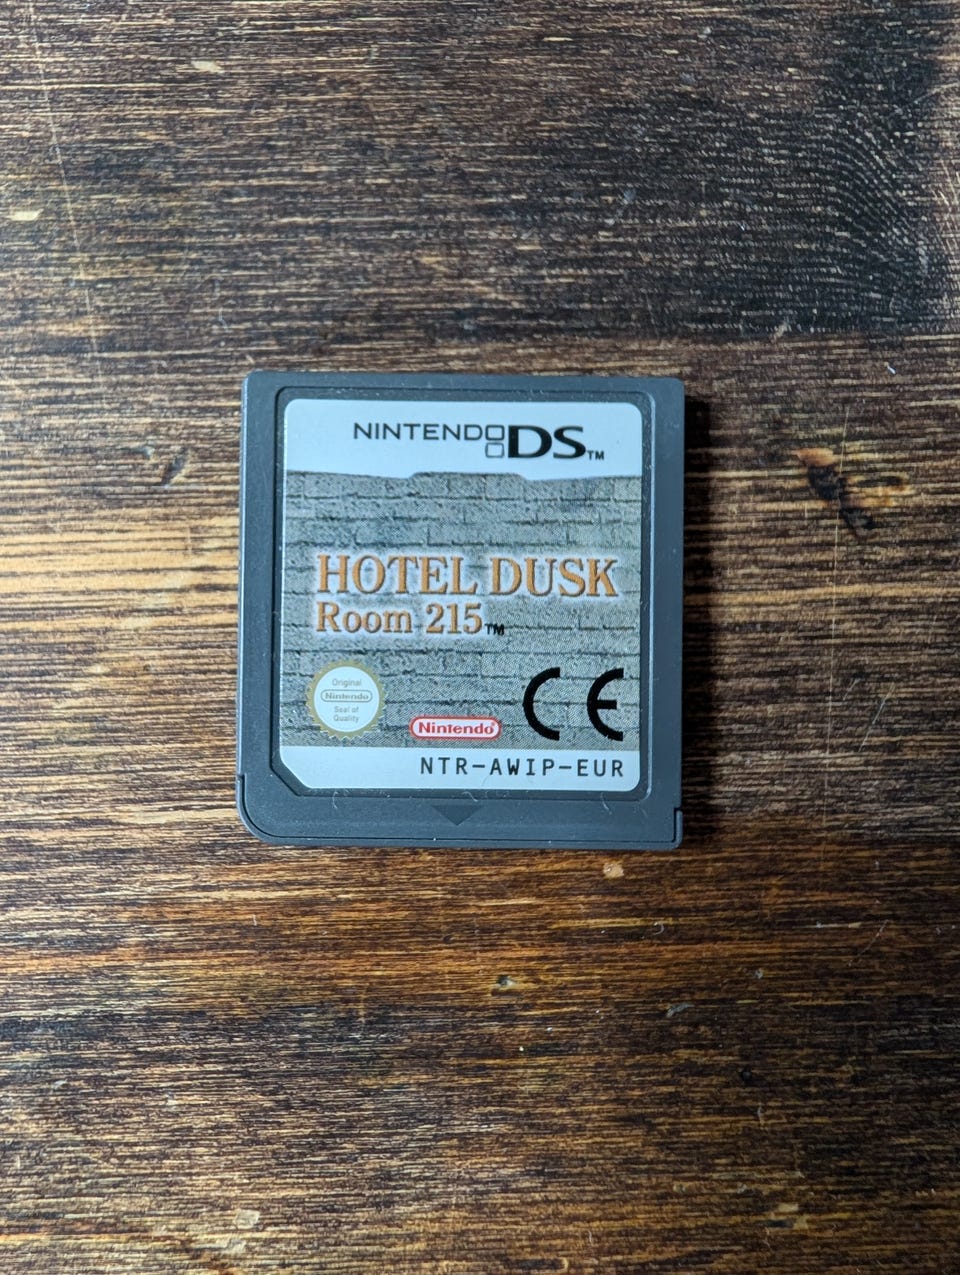 NINTENDO DS™
HOTEL DUSK
Room 215™
Original
Nintendo
Seal of
Quality
Nintendo®
CE
NTR-AWIP-EUR